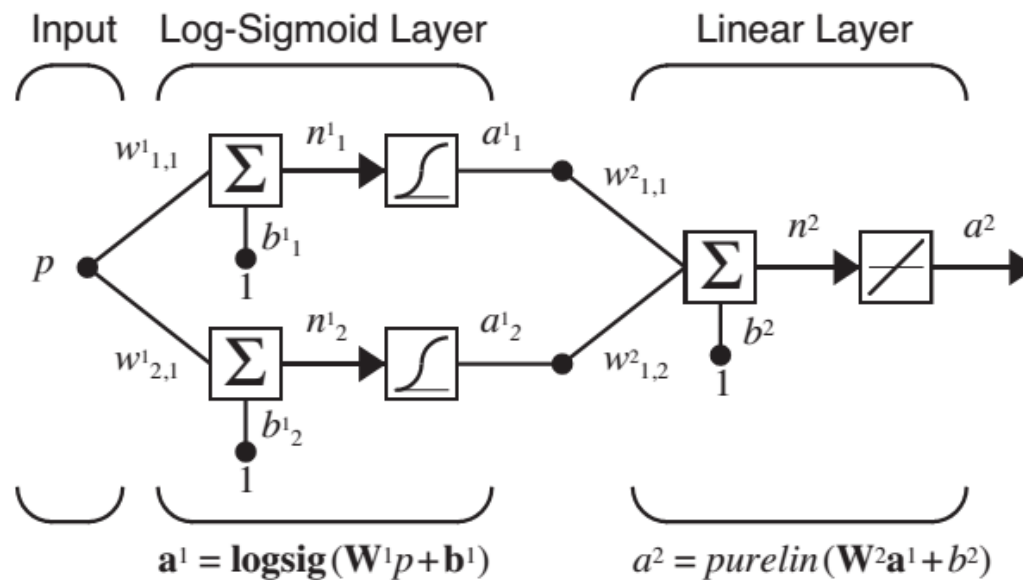 Input Log-Sigmoid Layer Linear Layer
w¹₁,₁ Σ n¹₁ a¹₁ w²₁,₁
b¹₁
1
p Σ n² a²
b²
1
w¹₂,₁ Σ n¹₂ a¹₂ w²₁,₂
b¹₂
1
a¹ = logsig(W¹p+b¹) a² = purelin(W²a¹+b²)